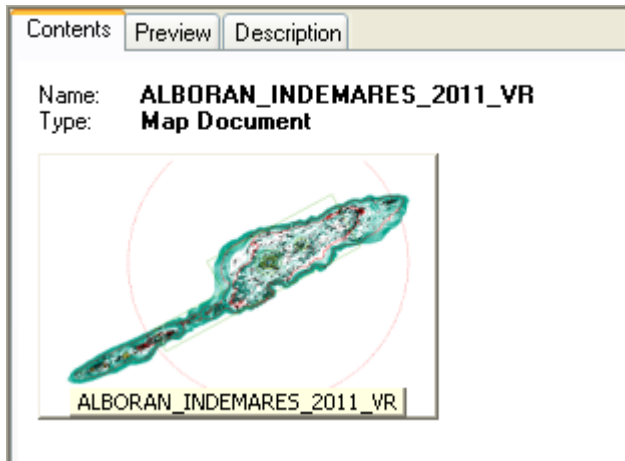 Contents Preview Description
Name: ALBORAN_INDEMARES_2011_VR
Type: Map Document
ALBORAN_INDEMARES_2011_VR